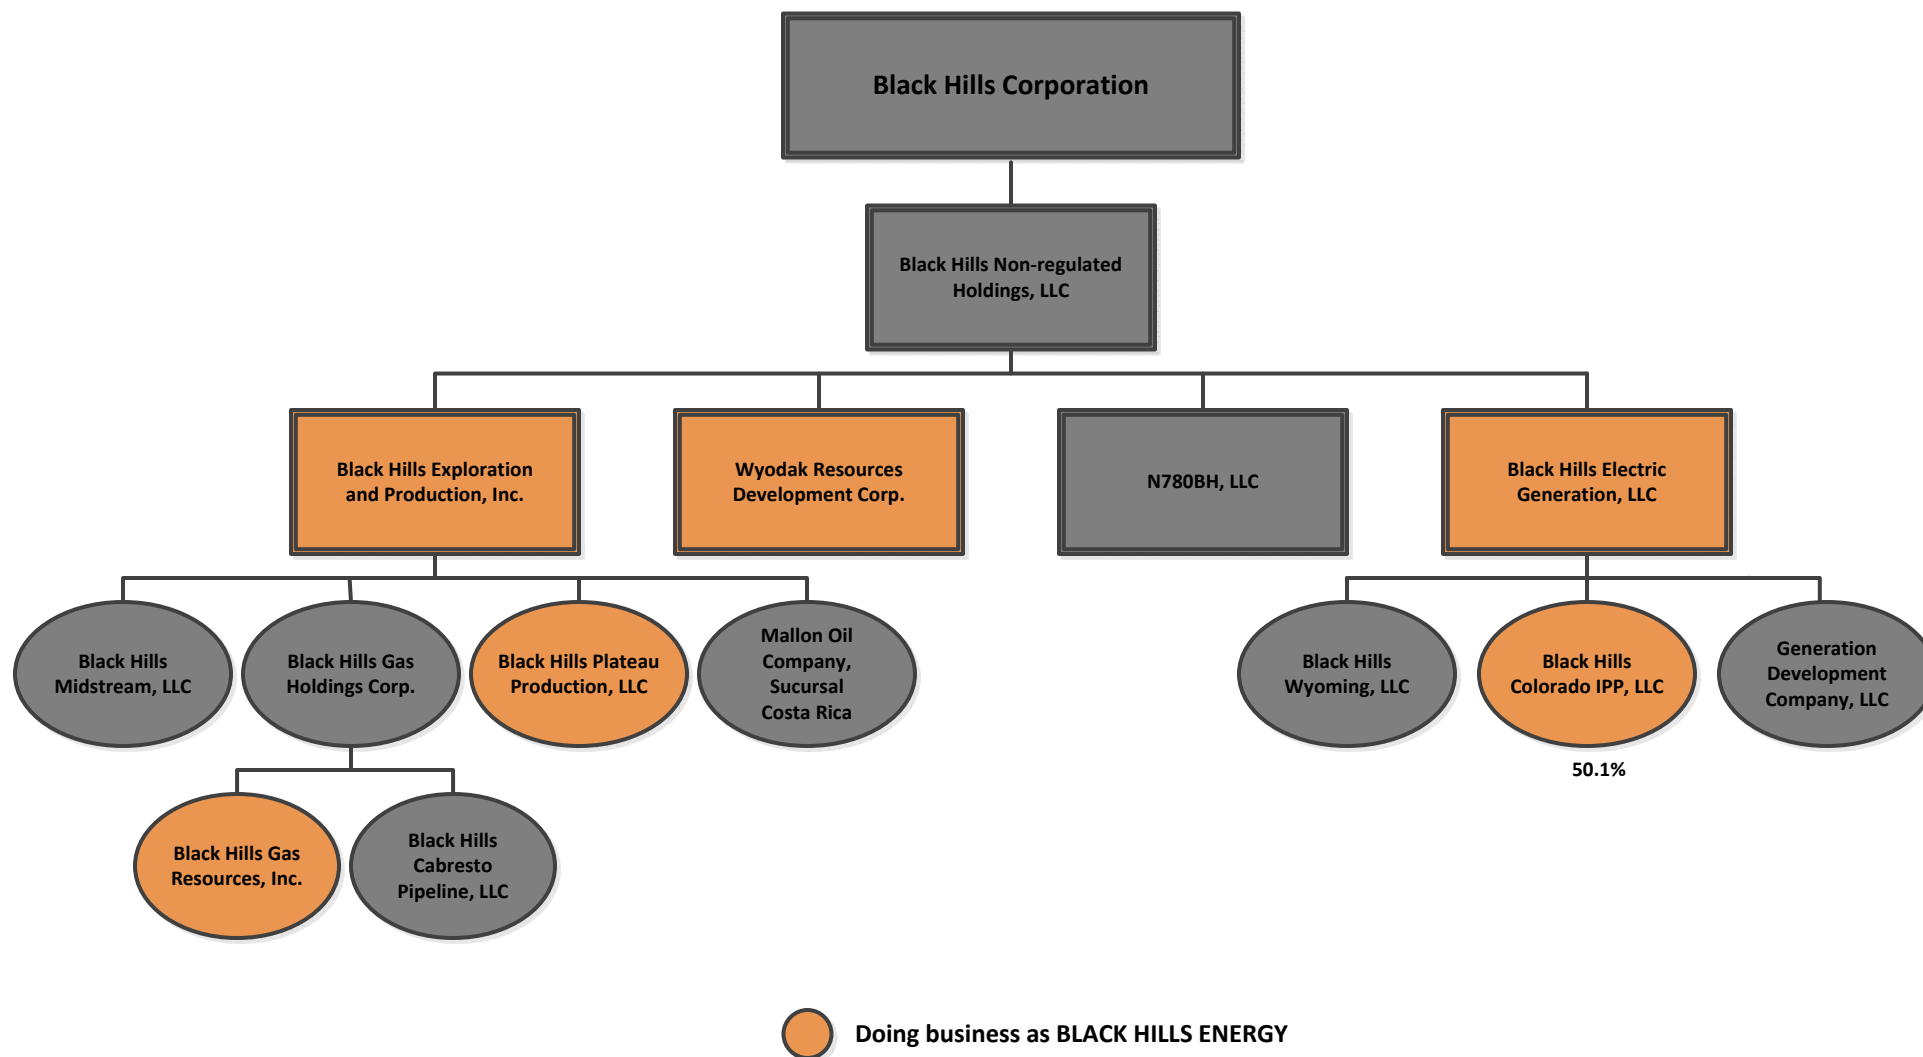 Black Hills Corporation
Black Hills Non-regulated
Holdings, LLC
Black Hills Exploration
and Production, Inc.
Wyodak Resources
Development Corp.
N780BH, LLC
Black Hills Electric
Generation, LLC
Black Hills
Midstream, LLC
Black Hills Gas
Holdings Corp.
Black Hills Plateau
Production, LLC
Mallon Oil
Company,
Sucursal
Costa Rica
Black Hills
Wyoming, LLC
Black Hills
Colorado IPP, LLC
50.1%
Generation
Development
Company, LLC
Black Hills Gas
Resources, Inc.
Black Hills
Cabresto
Pipeline, LLC
Doing business as BLACK HILLS ENERGY